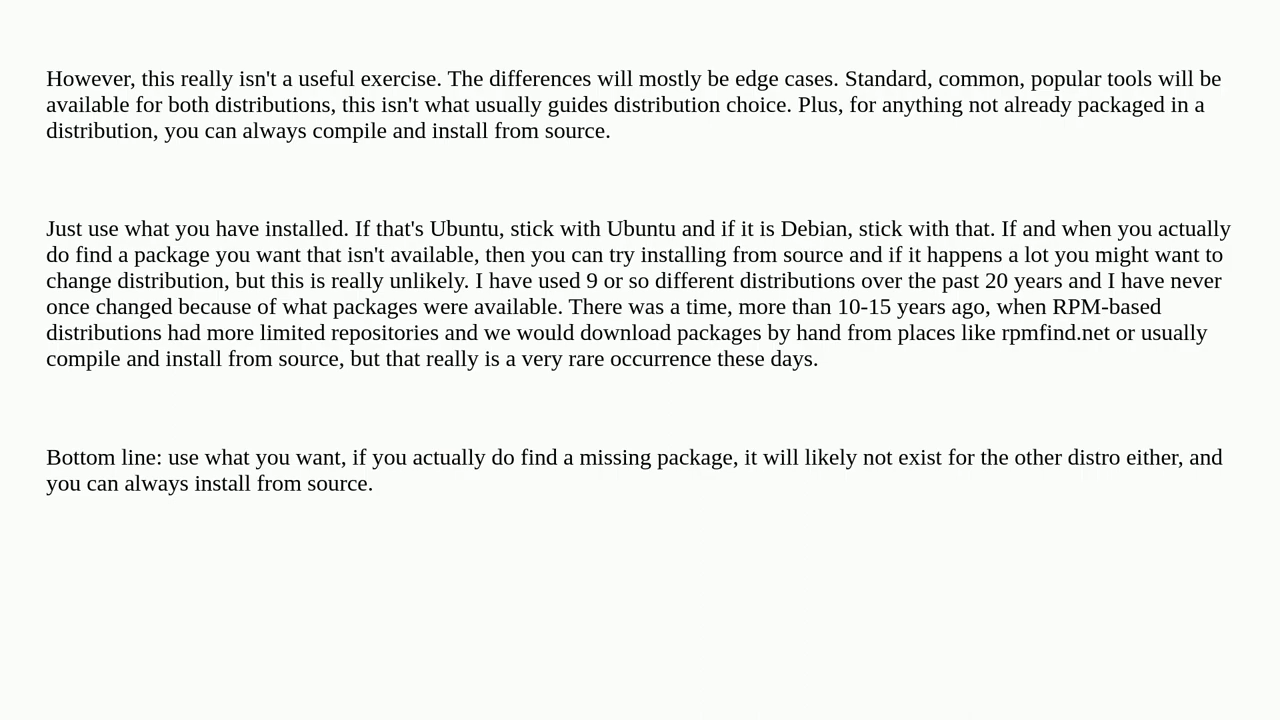 However, this really isn't a useful exercise. The differences will mostly be edge cases. Standard, common, popular tools will be
available for both distributions, this isn't what usually guides distribution choice. Plus, for anything not already packaged in a
distribution, you can always compile and install from source.
Just use what you have installed. If that's Ubuntu, stick with Ubuntu and if it is Debian, stick with that. If and when you actually
do find a package you want that isn't available, then you can try installing from source and if it happens a lot you might want to
change distribution, but this is really unlikely. I have used 9 or so different distributions over the past 20 years and I have never
once changed because of what packages were available. There was a time, more than 10-15 years ago, when RPM-based
distributions had more limited repositories and we would download packages by hand from places like rpmfind.net or usually
compile and install from source, but that really is a very rare occurrence these days.
Bottom line: use what you want, if you actually do find a missing package, it will likely not exist for the other distro either, and
you can always install from source.